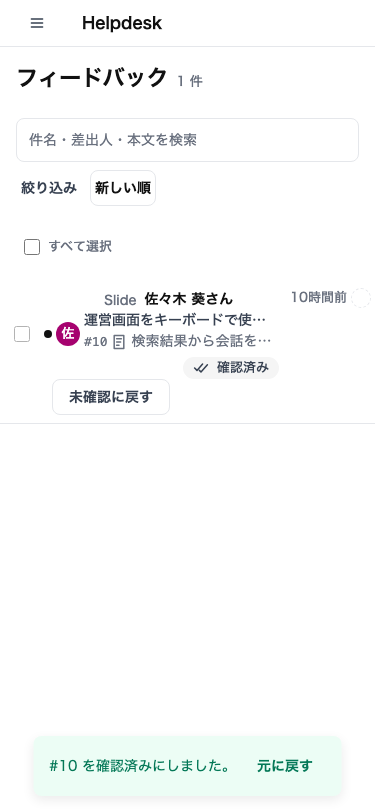 Helpdesk
フィードバック 1 件
件名・差出人・本文を検索
絞り込み 新しい順
すべて選択
Slide 佐々木 葵さん 10時間前
佐 運営画面をキーボードで使…
#10 検索結果から会話を…
確認済み
未確認に戻す
#10 を確認済みにしました。 元に戻す